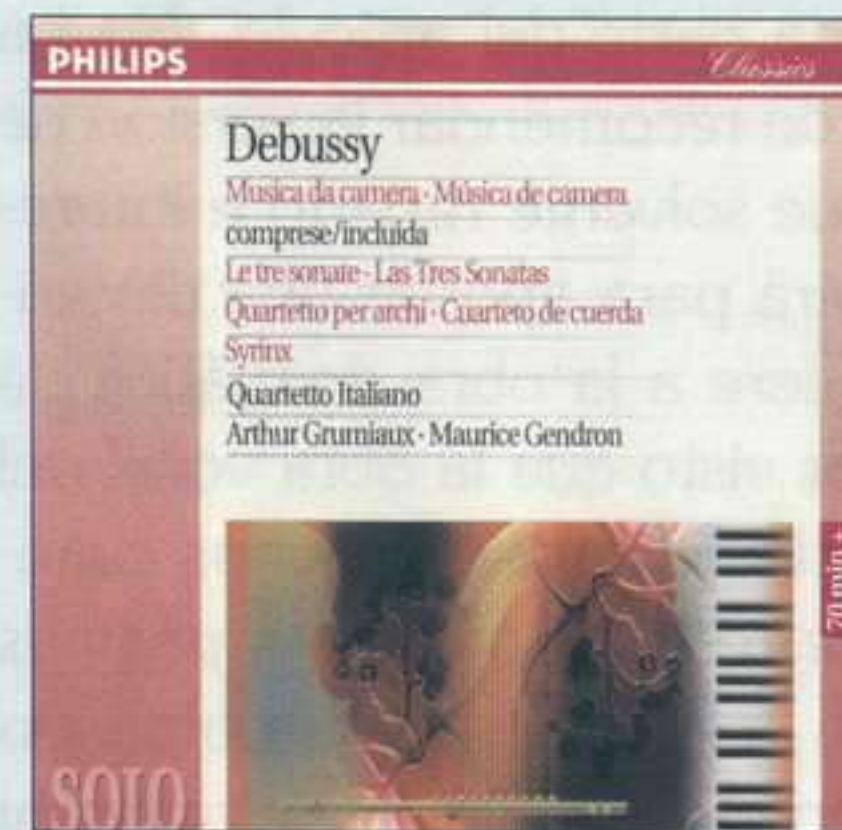 PHILIPS Classics
Debussy
Musica da camera · Música de camera
comprese/incluida
Le tre sonate · Las Tres Sonatas
Quartetto per archi · Cuarteto de cuerda
Syrinx
Quartetto Italiano
Arthur Grumiaux · Maurice Gendron
70 min +
SOLO